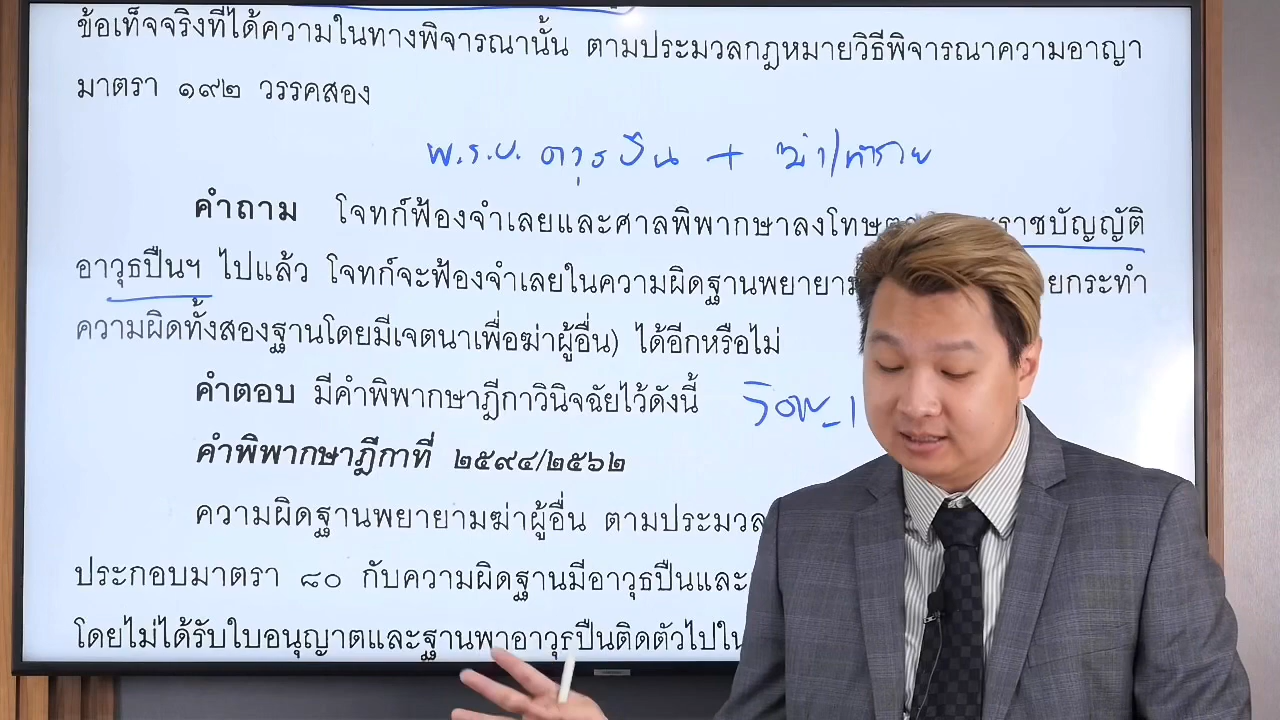 ข้อเท็จจริงที่ได้ความในทางพิจารณานั้น ตามประมวลกฎหมายวิธีพิจารณาความอาญา
มาตรา ๑๙๒ วรรคสอง
พ.ร.บ. อาวุธปืน + ฆ่า/ทำร้าย
คำถาม โจทก์ฟ้องจำเลยและศาลพิพากษาลงโทษ ราชบัญญัติ
อาวุธปืนฯ ไปแล้ว โจทก์จะฟ้องจำเลยในความผิดฐานพยายาม ยกระทำ
ความผิดทั้งสองฐานโดยมีเจตนาเพื่อฆ่าผู้อื่น) ได้อีกหรือไม่
คำตอบ มีคำพิพากษาฎีกาวินิจฉัยไว้ดังนี้
คำพิพากษาฎีกาที่ ๒๕๙๔/๒๕๖๒
ความผิดฐานพยายามฆ่าผู้อื่น ตามประมวล
ประกอบมาตรา ๘๐ กับความผิดฐานมีอาวุธปืนและ
โดยไม่ได้รับใบอนุญาตและฐานพาอาวุธปืนติดตัวไปใน